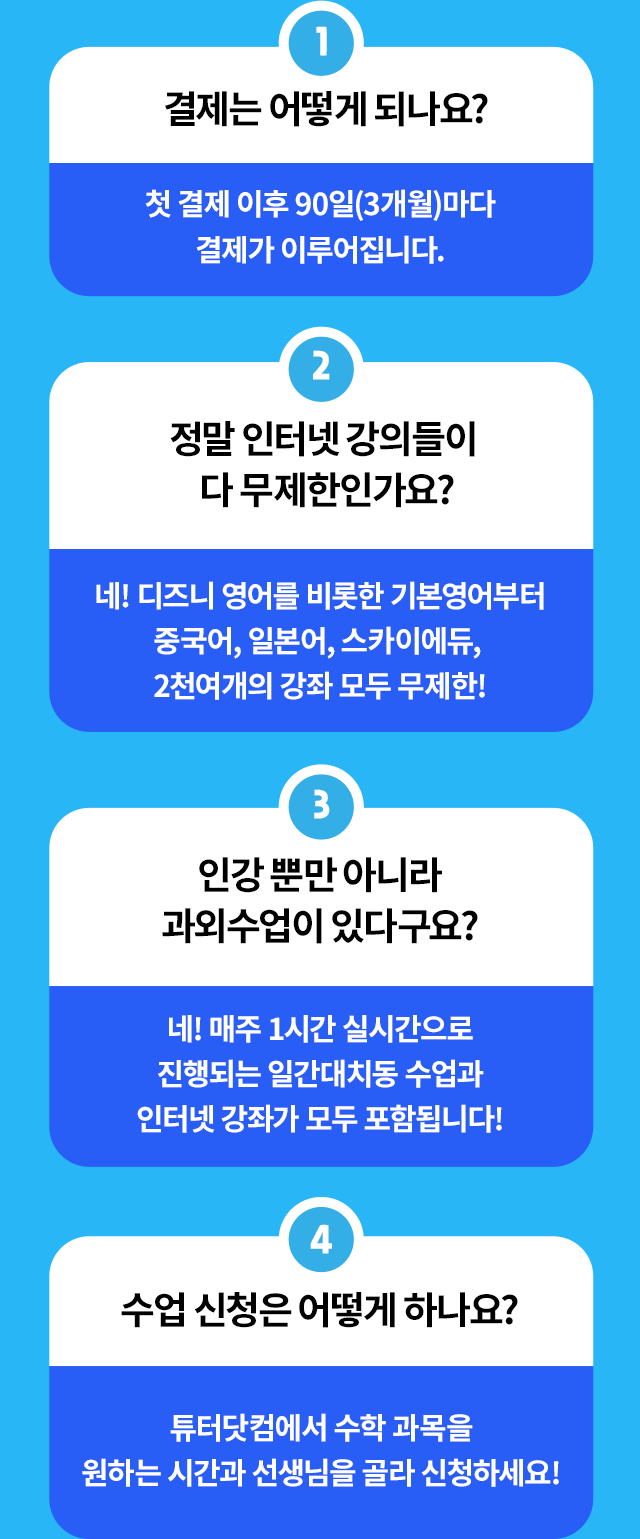 1
결제는 어떻게 되나요?
첫 결제 이후 90일(3개월)마다
결제가 이루어집니다.
2
정말 인터넷 강의들이
다 무제한인가요?
네! 디즈니 영어를 비롯한 기본영어부터
중국어, 일본어, 스카이에듀,
2천여개의 강좌 모두 무제한!
3
인강 뿐만 아니라
과외수업이 있다구요?
네! 매주 1시간 실시간으로
진행되는 일간대치동 수업과
인터넷 강좌가 모두 포함됩니다!
4
수업 신청은 어떻게 하나요?
튜터닷컴에서 수학 과목을
원하는 시간과 선생님을 골라 신청하세요!